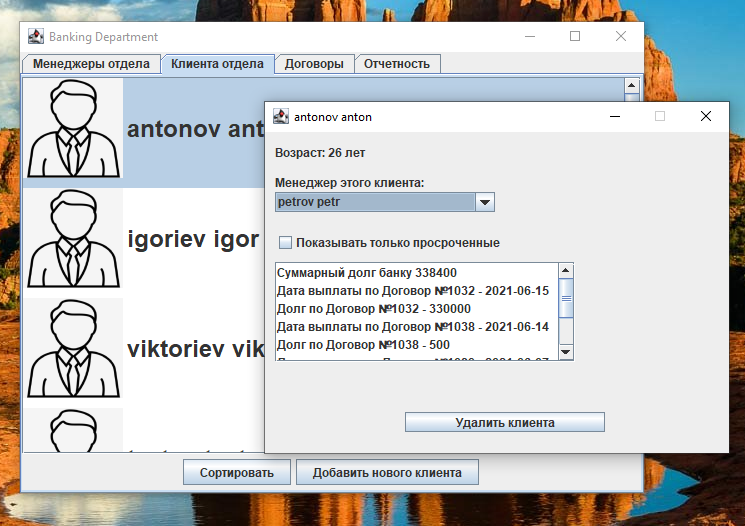 Banking Department
Менеджеры отдела
Клиента отдела
Договоры
Отчетность
antonov ant
igoriev igor
viktoriev vik
Сортировать
Добавить нового клиента
antonov anton
Возраст: 26 лет
Менеджер этого клиента:
petrov petr
Показывать только просроченные
Суммарный долг банку 338400
Дата выплаты по Договор №1032 - 2021-06-15
Долг по Договор №1032 - 330000
Дата выплаты по Договор №1038 - 2021-06-14
Долг по Договор №1038 - 500
Удалить клиента